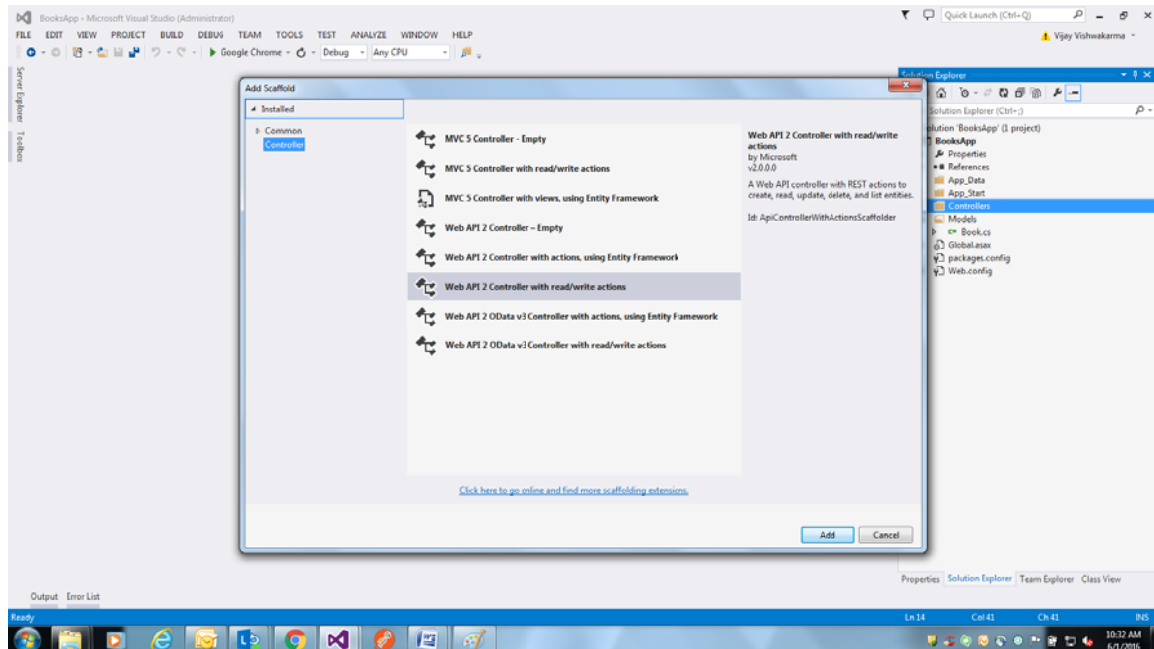 BooksApp - Microsoft Visual Studio (Administrator)
Quick Launch (Ctrl+Q)
FILE EDIT VIEW PROJECT BUILD DEBUG TEAM TOOLS TEST ANALYZE WINDOW HELP
Vijay Vishwakarma
Google Chrome
Debug
Any CPU
Server Explorer
Toolbox
Add Scaffold
Installed
Common
Controller
MVC 5 Controller - Empty
MVC 5 Controller with read/write actions
MVC 5 Controller with views, using Entity Framework
Web API 2 Controller – Empty
Web API 2 Controller with actions, using Entity Framework
Web API 2 Controller with read/write actions
Web API 2 OData v3 Controller with actions, using Entity Framework
Web API 2 OData v3 Controller with read/write actions
Click here to go online and find more scaffolding extensions.
Web API 2 Controller with read/write
actions
by Microsoft
v2.0.0.0
A Web API controller with REST actions to
create, read, update, delete, and list entities.
Id: ApiControllerWithActionsScaffolder
Add
Cancel
Solution Explorer
Solution Explorer (Ctrl+;)
lution 'BooksApp' (1 project)
BooksApp
Properties
References
App_Data
App_Start
Controllers
Models
C# Book.cs
Global.asax
packages.config
Web.config
Properties Solution Explorer Team Explorer Class View
Output Error List
Ready
Ln 14 Col 41 Ch 41 INS
10:32 AM
6/1/2016